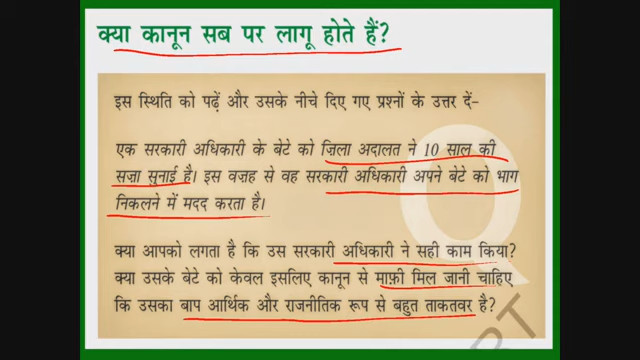 क्या कानून सब पर लागू होते हैं?
इस स्थिति को पढ़ें और उसके नीचे दिए गए प्रश्नों के उत्तर दें-
एक सरकारी अधिकारी के बेटे को ज़िला अदालत ने 10 साल की
सज़ा सुनाई है। इस वज़ह से वह सरकारी अधिकारी अपने बेटे को भाग
निकलने में मदद करता है।
क्या आपको लगता है कि उस सरकारी अधिकारी ने सही काम किया?
क्या उसके बेटे को केवल इसलिए कानून से माफ़ी मिल जानी चाहिए
कि उसका बाप आर्थिक और राजनीतिक रूप से बहुत ताकतवर है?